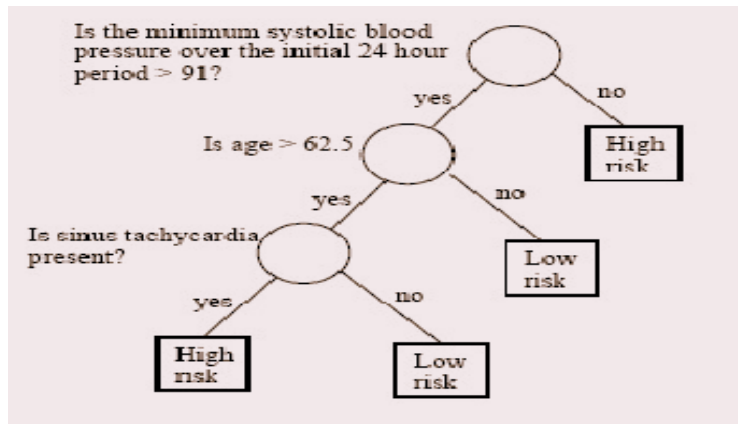 Is the minimum systolic blood
pressure over the initial 24 hour
period > 91?
yes
no
Is age > 62.5
High
risk
yes
no
Is sinus tachycardia
present?
Low
risk
yes
no
High
risk
Low
risk